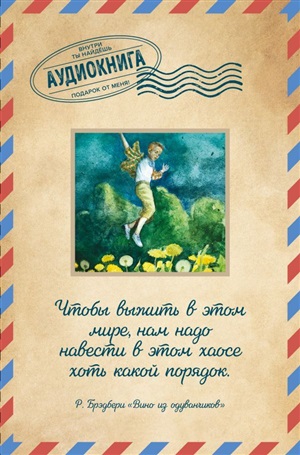 ВНУТРИ
ТЫ НАЙДЁШЬ
АУДИОКНИГА
ПОДАРОК ОТ МЕНЯ!
Чтобы выжить в этом
мире, нам надо
навести в этом хаосе
хоть какой порядок.
Р. Брэдбери «Вино из одуванчиков»